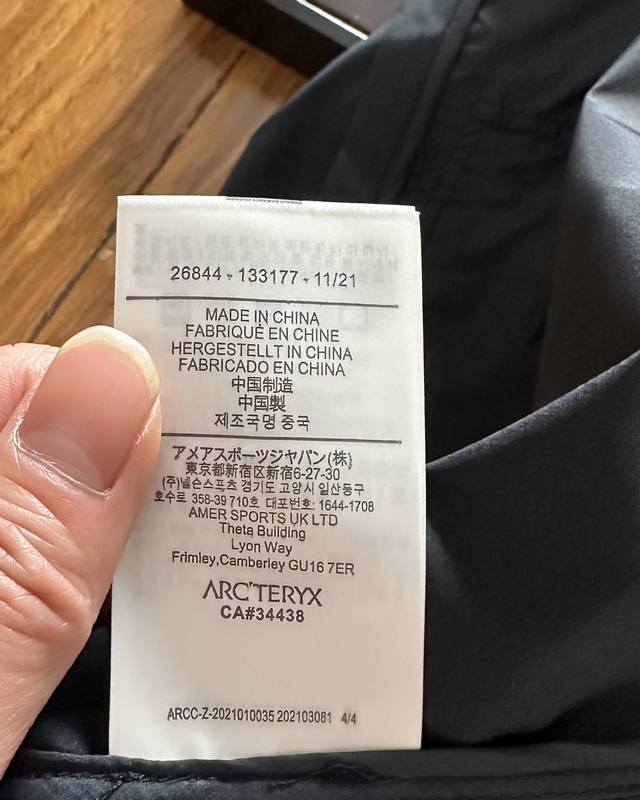 26844 - 133177 - 11/21
MADE IN CHINA
FABRIQUÉ EN CHINE
HERGESTELLT IN CHINA
FABRICADO EN CHINA
中国制造
中国製
제조국명 중국
アメアスポーツジャパン(株)
東京都新宿区新宿6-27-30
(주)넬슨스포츠 경기도 고양시 일산동구
호수로 358-39 710호 대포번호: 1644-1708
AMER SPORTS UK LTD
Theta Building
Lyon Way
Frimley,Camberley GU16 7ER
ARC'TERYX
CA#34438
ARCC-Z-2021010035 202103081 4/4